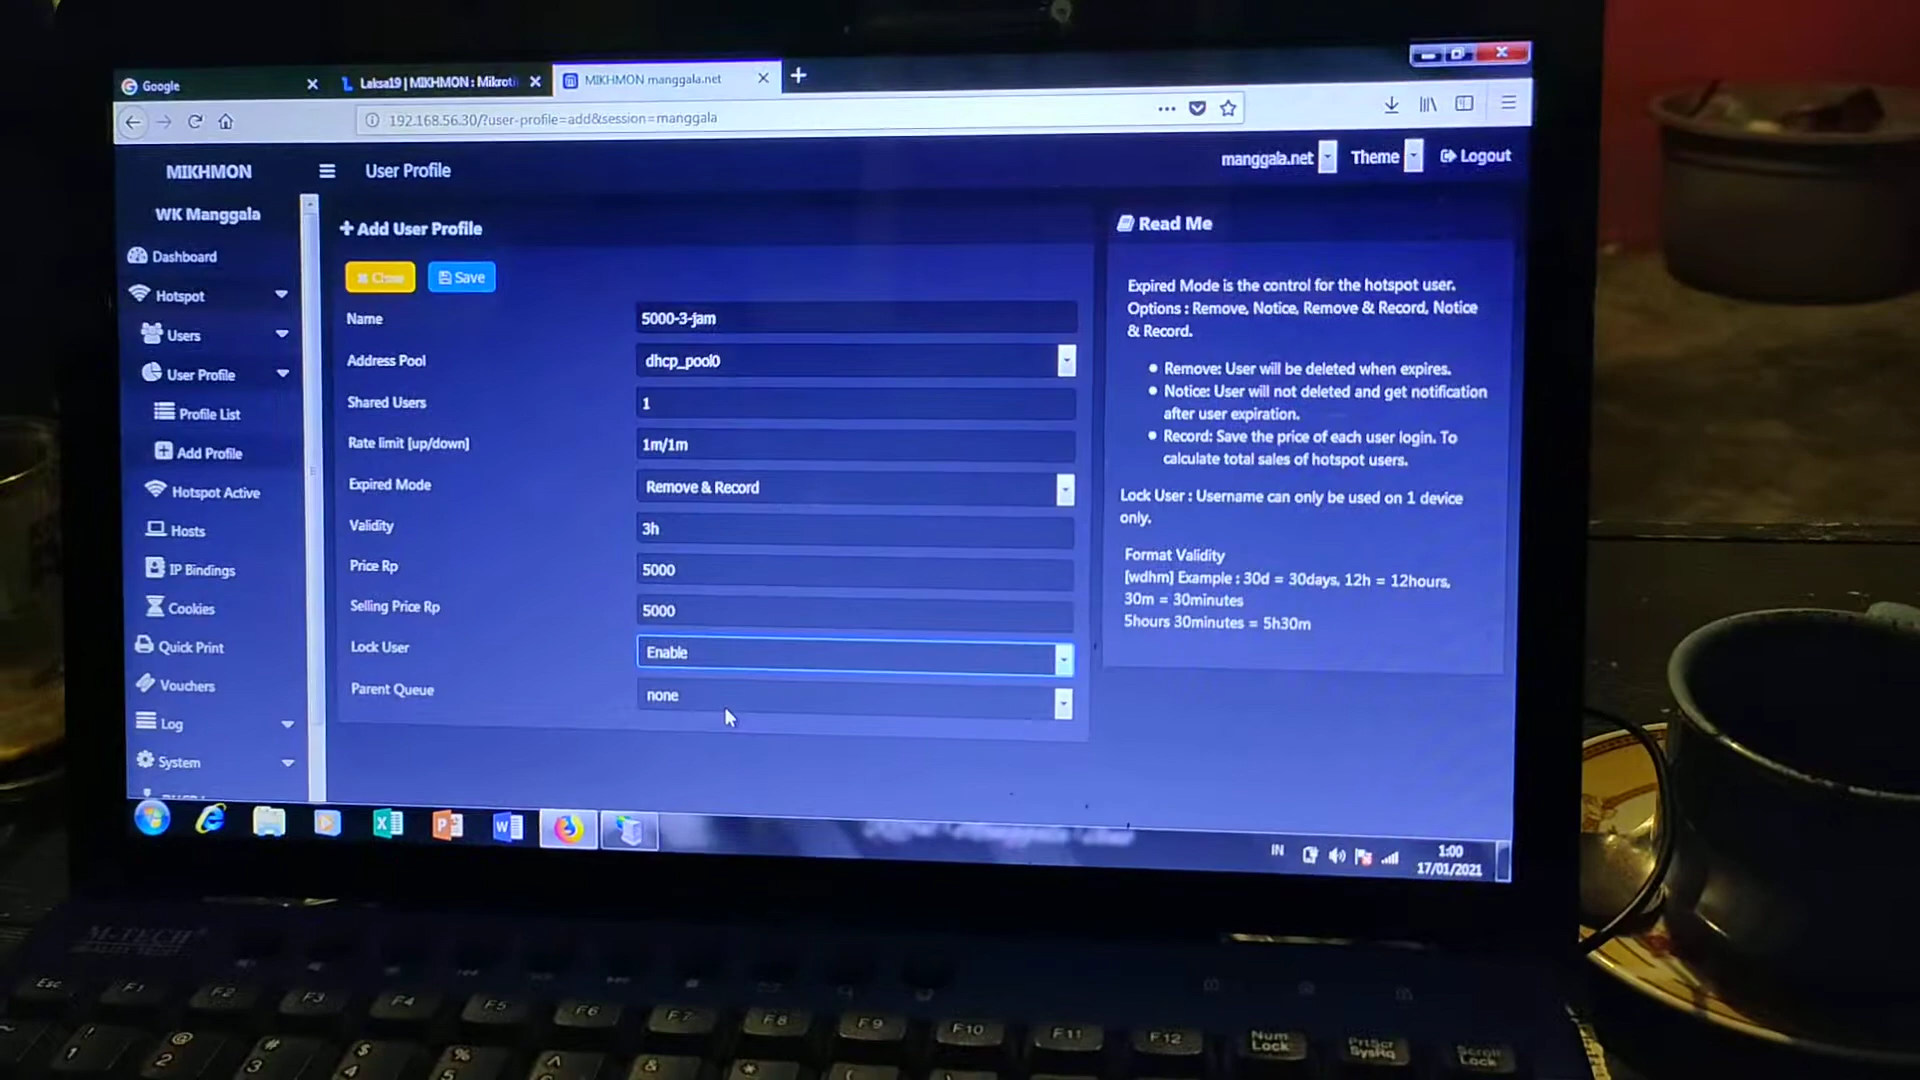 Google
Laksa19 | MIKHMON : Mikroti
MIKHMON manggala.net
192.168.56.30/?user-profile=add&session=manggala
MIKHMON
User Profile
manggala.net
Theme
Logout
WK Manggala
Dashboard
Hotspot
Users
User Profile
Profile List
Add Profile
Hotspot Active
Hosts
IP Bindings
Cookies
Quick Print
Vouchers
Log
System
Add User Profile
Close
Save
Name
5000-3-jam
Address Pool
dhcp_pool0
Shared Users
1
Rate limit [up/down]
1m/1m
Expired Mode
Remove & Record
Validity
3h
Price Rp
5000
Selling Price Rp
5000
Lock User
Enable
Parent Queue
none
Read Me
Expired Mode is the control for the hotspot user.
Options : Remove, Notice, Remove & Record, Notice
& Record.
Remove: User will be deleted when expires.
Notice: User will not deleted and get notification
after user expiration.
Record: Save the price of each user login. To
calculate total sales of hotspot users.
Lock User : Username can only be used on 1 device
only.
Format Validity
[wdhm] Example : 30d = 30days, 12h = 12hours,
30m = 30minutes
5hours 30minutes = 5h30m
IN
1:00
17/01/2021
M-TECH
Esc
F1
F2
F3
F4
F5
F6
F7
F8
F9
F10
F11
F12
Num
Lock
PrtScr
SysRq
Scroll
Lock
~
!
1
@
2
#
3
$
4
%
5
^
6
&
*
(
)